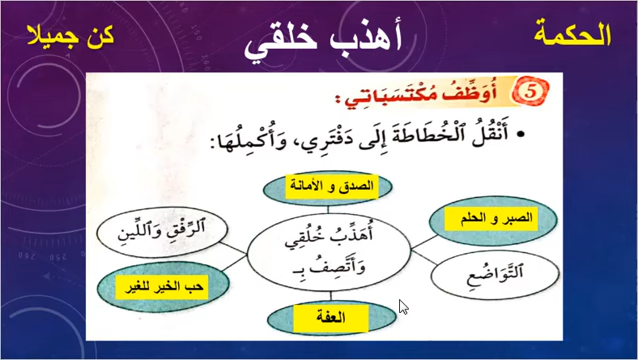 الحكمة
أهذب خلقي
كن جميلا
5 أُوَظِّفُ مُكْتَسَبَاتِي:
• أَنْقُلُ ٱلْخُطَاطَةَ إِلَى دَفْتَرِي، وَأُكْمِلُهَا:
الصدق و الأمانة
الصبر و الحلم
ٱلرِّفْقِ وَٱللِّينِ
أُهَذِّبُ خُلُقِي
وَأَتَّصِفُ بِـ
ٱلتَّوَاضُعِ
حب الخير للغير
العفة